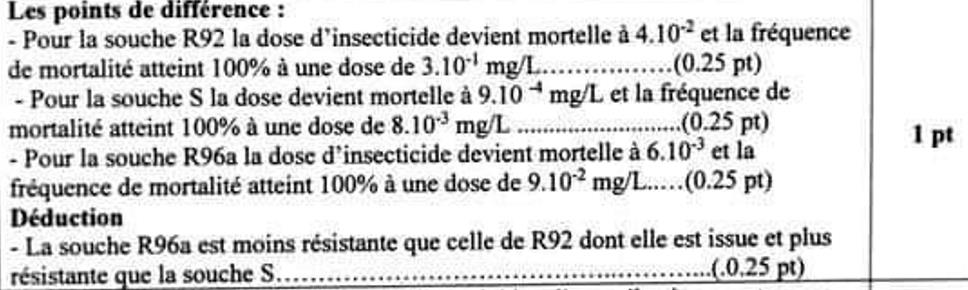 Les points de différence :
- Pour la souche R92 la dose d'insecticide devient mortelle à 4.10⁻² et la fréquence
de mortalité atteint 100% à une dose de 3.10⁻¹ mg/L................(0.25 pt)
- Pour la souche S la dose devient mortelle à 9.10⁻⁴ mg/L et la fréquence de
mortalité atteint 100% à une dose de 8.10⁻³ mg/L ............................(0.25 pt)
- Pour la souche R96a la dose d'insecticide devient mortelle à 6.10⁻³ et la
fréquence de mortalité atteint 100% à une dose de 9.10⁻² mg/L.....(0.25 pt)
1 pt
Déduction
- La souche R96a est moins résistante que celle de R92 dont elle est issue et plus
résistante que la souche S......................................................(.0.25 pt)